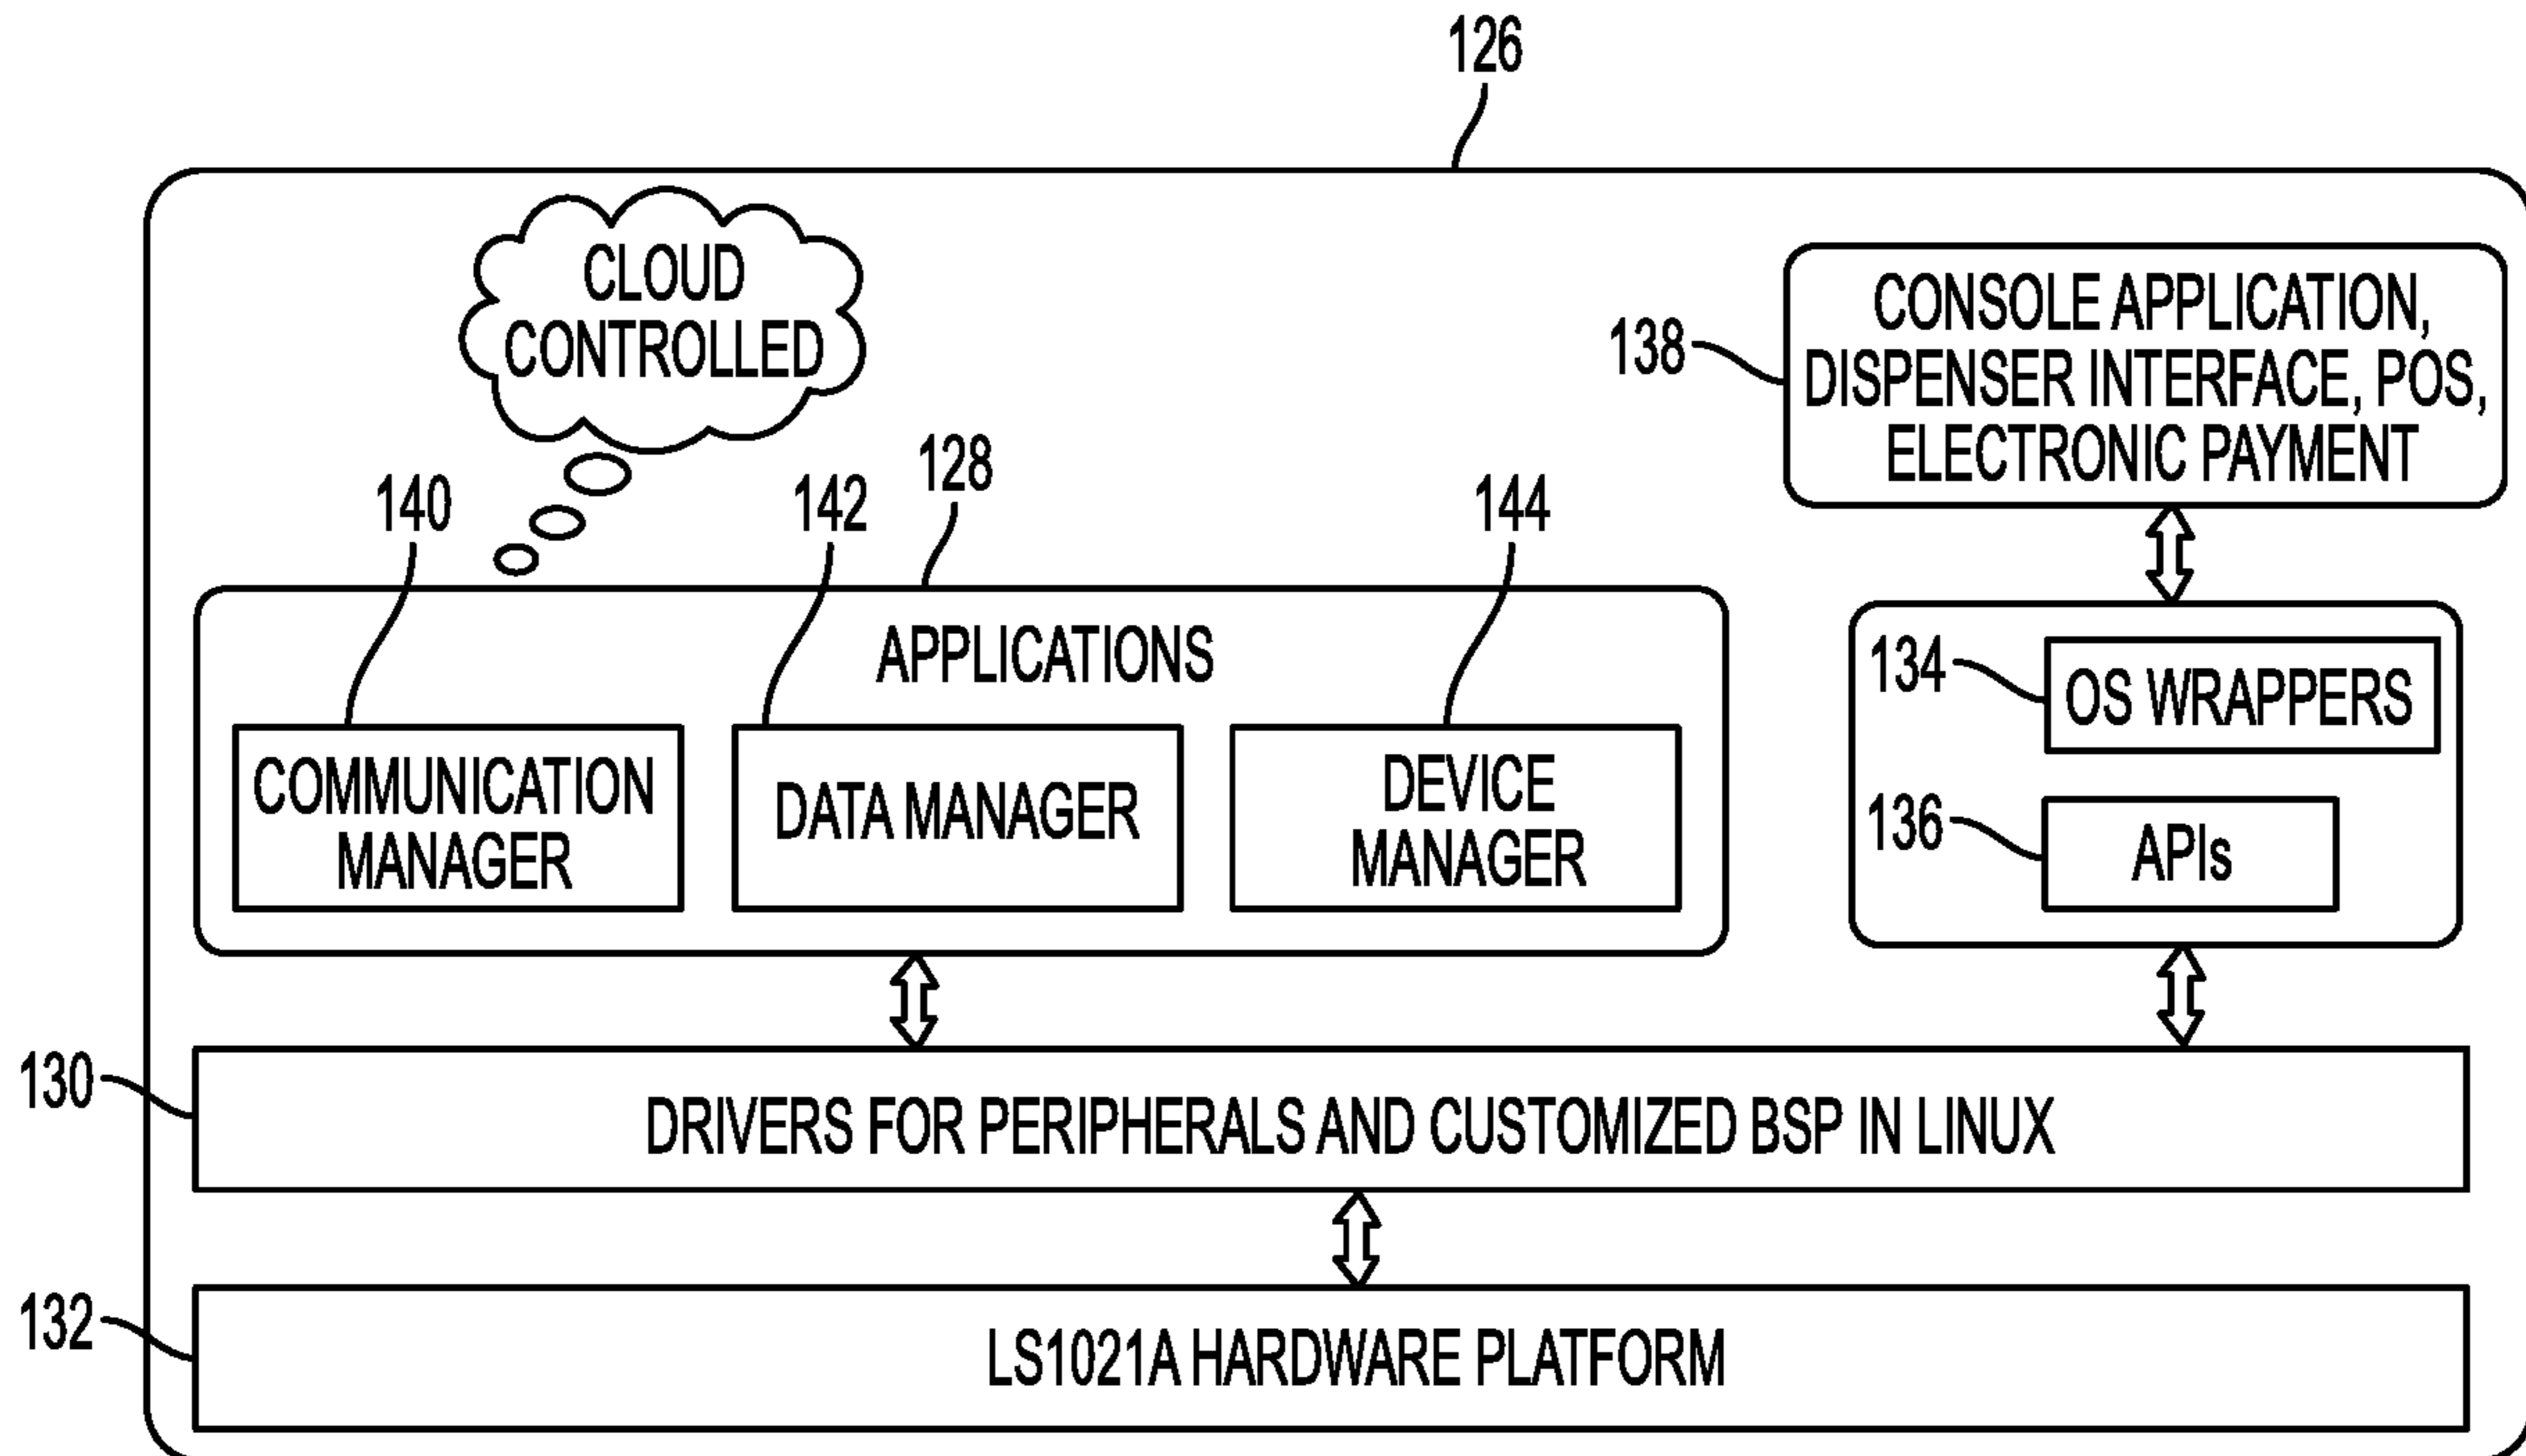 126
CLOUD
CONTROLLED
CONSOLE APPLICATION,
DISPENSER INTERFACE, POS,
ELECTRONIC PAYMENT
138
128
140
142
144
APPLICATIONS
COMMUNICATION
MANAGER
DATA MANAGER
DEVICE
MANAGER
134
OS WRAPPERS
136
APIs
130
DRIVERS FOR PERIPHERALS AND CUSTOMIZED BSP IN LINUX
132
LS1021A HARDWARE PLATFORM